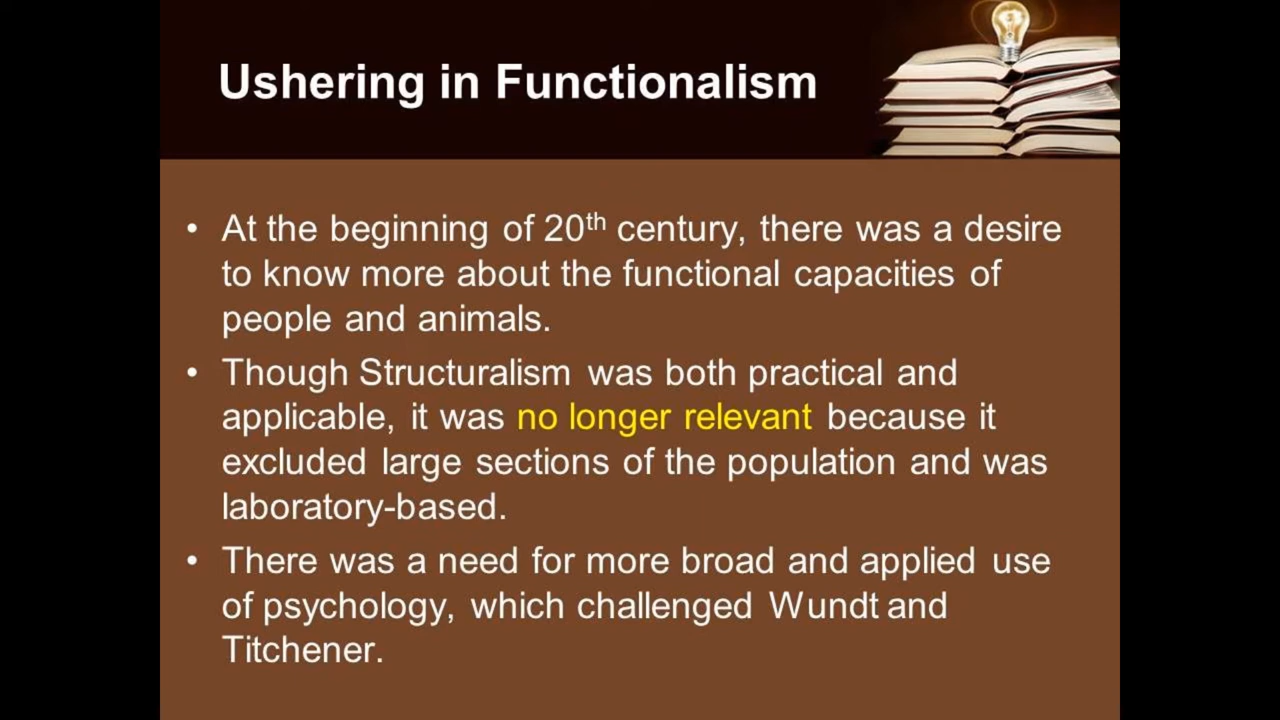 Ushering in Functionalism
• At the beginning of 20th century, there was a desire
to know more about the functional capacities of
people and animals.
• Though Structuralism was both practical and
applicable, it was no longer relevant because it
excluded large sections of the population and was
laboratory-based.
• There was a need for more broad and applied use
of psychology, which challenged Wundt and
Titchener.